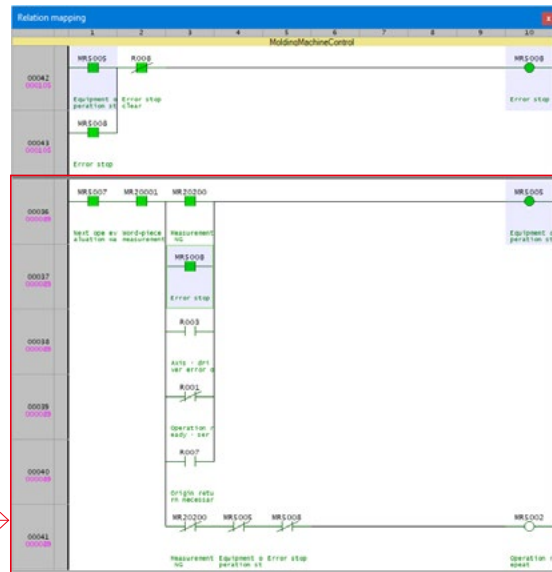 Relation mapping
1 2 3 4 5 6 7 8 9 10
MoldingMachineControl
MR5005 R006 MR5008
00042
Equipment o Error stop Error stop
peration st clear
MR5008
00043
Error stop
MR5007 MR20001 MR20200 MR5005
00036
Next ope ev Word-piece Measurement Equipment o
aluation wa measurement NG peration st
MR5008
00037
Error stop
R003
00038
Axis - dri
ver error o
R001
00039
Operation r
eady - ser
R007
00040
Origin retu
rn necessar
MR20200 MR5005 MR5008 MR5002
00041
Measurement Equipment o Error stop Operation r
NG peration st epeat